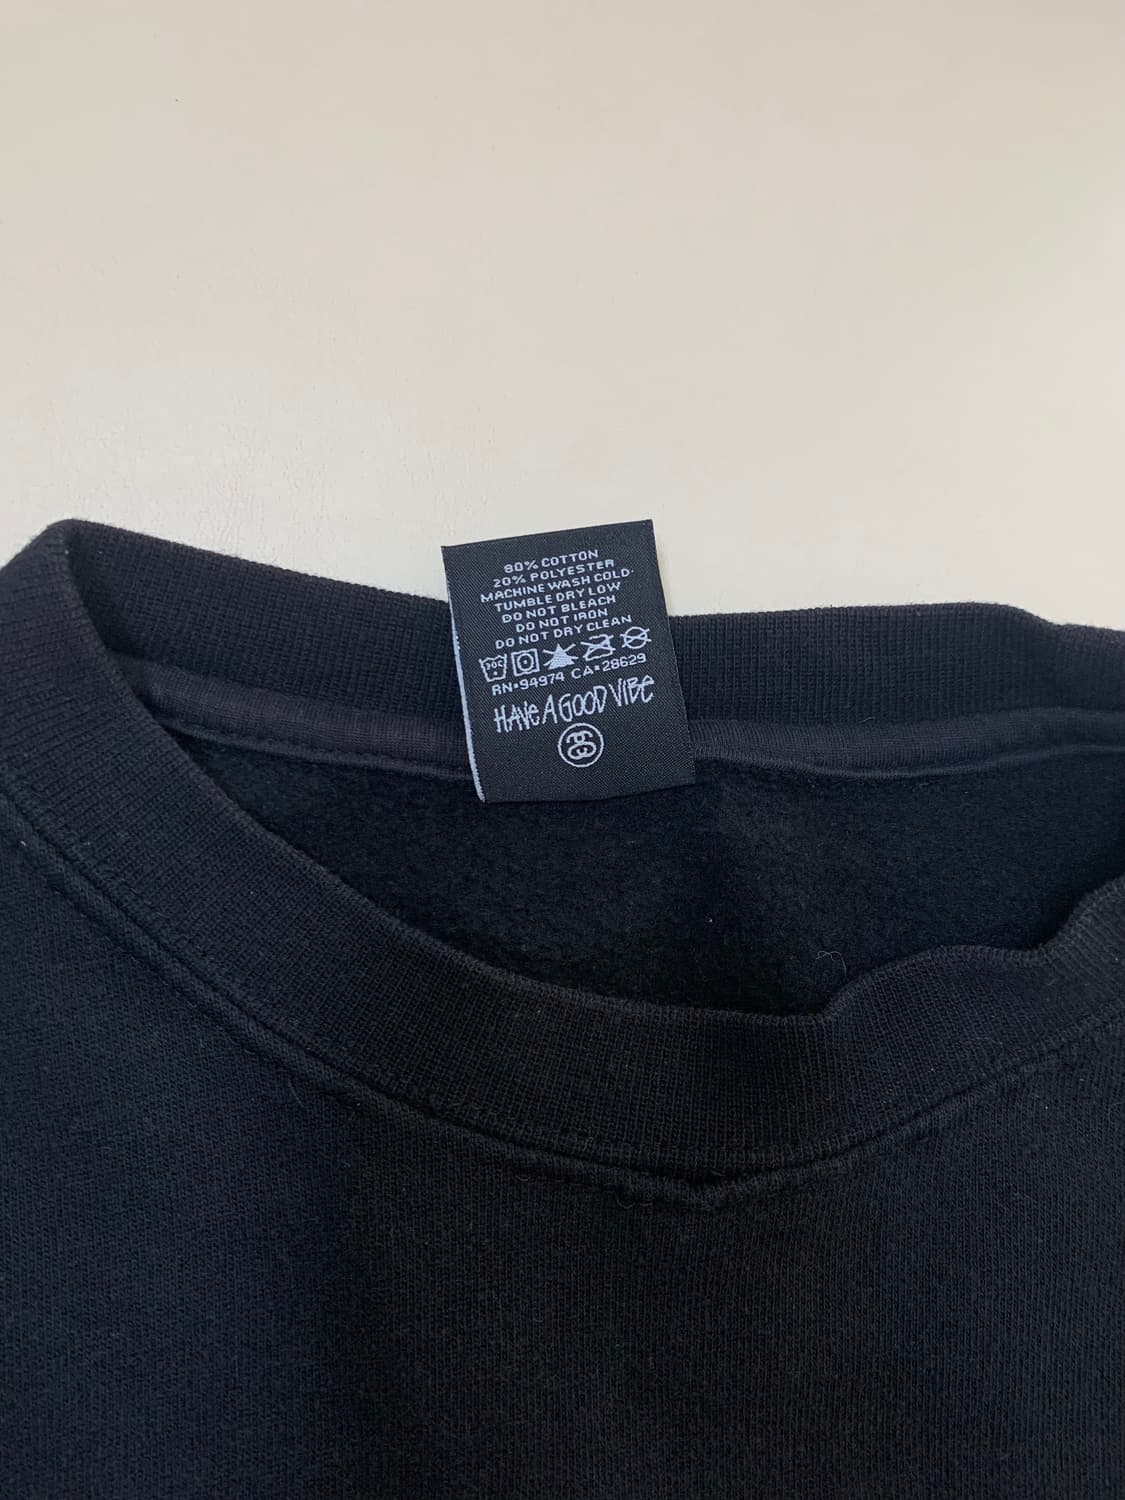 80% COTTON
20% POLYESTER
MACHINE WASH COLD.
TUMBLE DRY LOW
DO NOT BLEACH
DO NOT IRON
DO NOT DRY CLEAN
30C
RN•94974 CA•28629
HAVE A GOOD VIBE